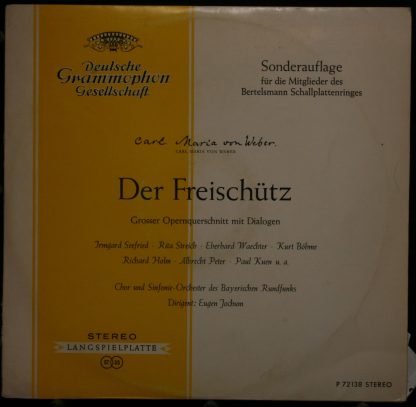 Deutsche
Grammophon
Gesellschaft
Sonderauflage
für die Mitglieder des
Bertelsmann Schallplattenringes
Carl Maria von Weber.
CARL MARIA VON WEBER
Der Freischütz
Grosser Opernquerschnitt mit Dialogen
Irmgard Seefried · Rita Streich · Eberhard Waechter · Kurt Böhme
Richard Holm · Albrecht Peter · Paul Kuen u. a.
Chor und Sinfonie-Orchester des Bayerischen Rundfunks
Dirigent: Eugen Jochum
STEREO
LANGSPIELPLATTE
33
P 72138 STEREO